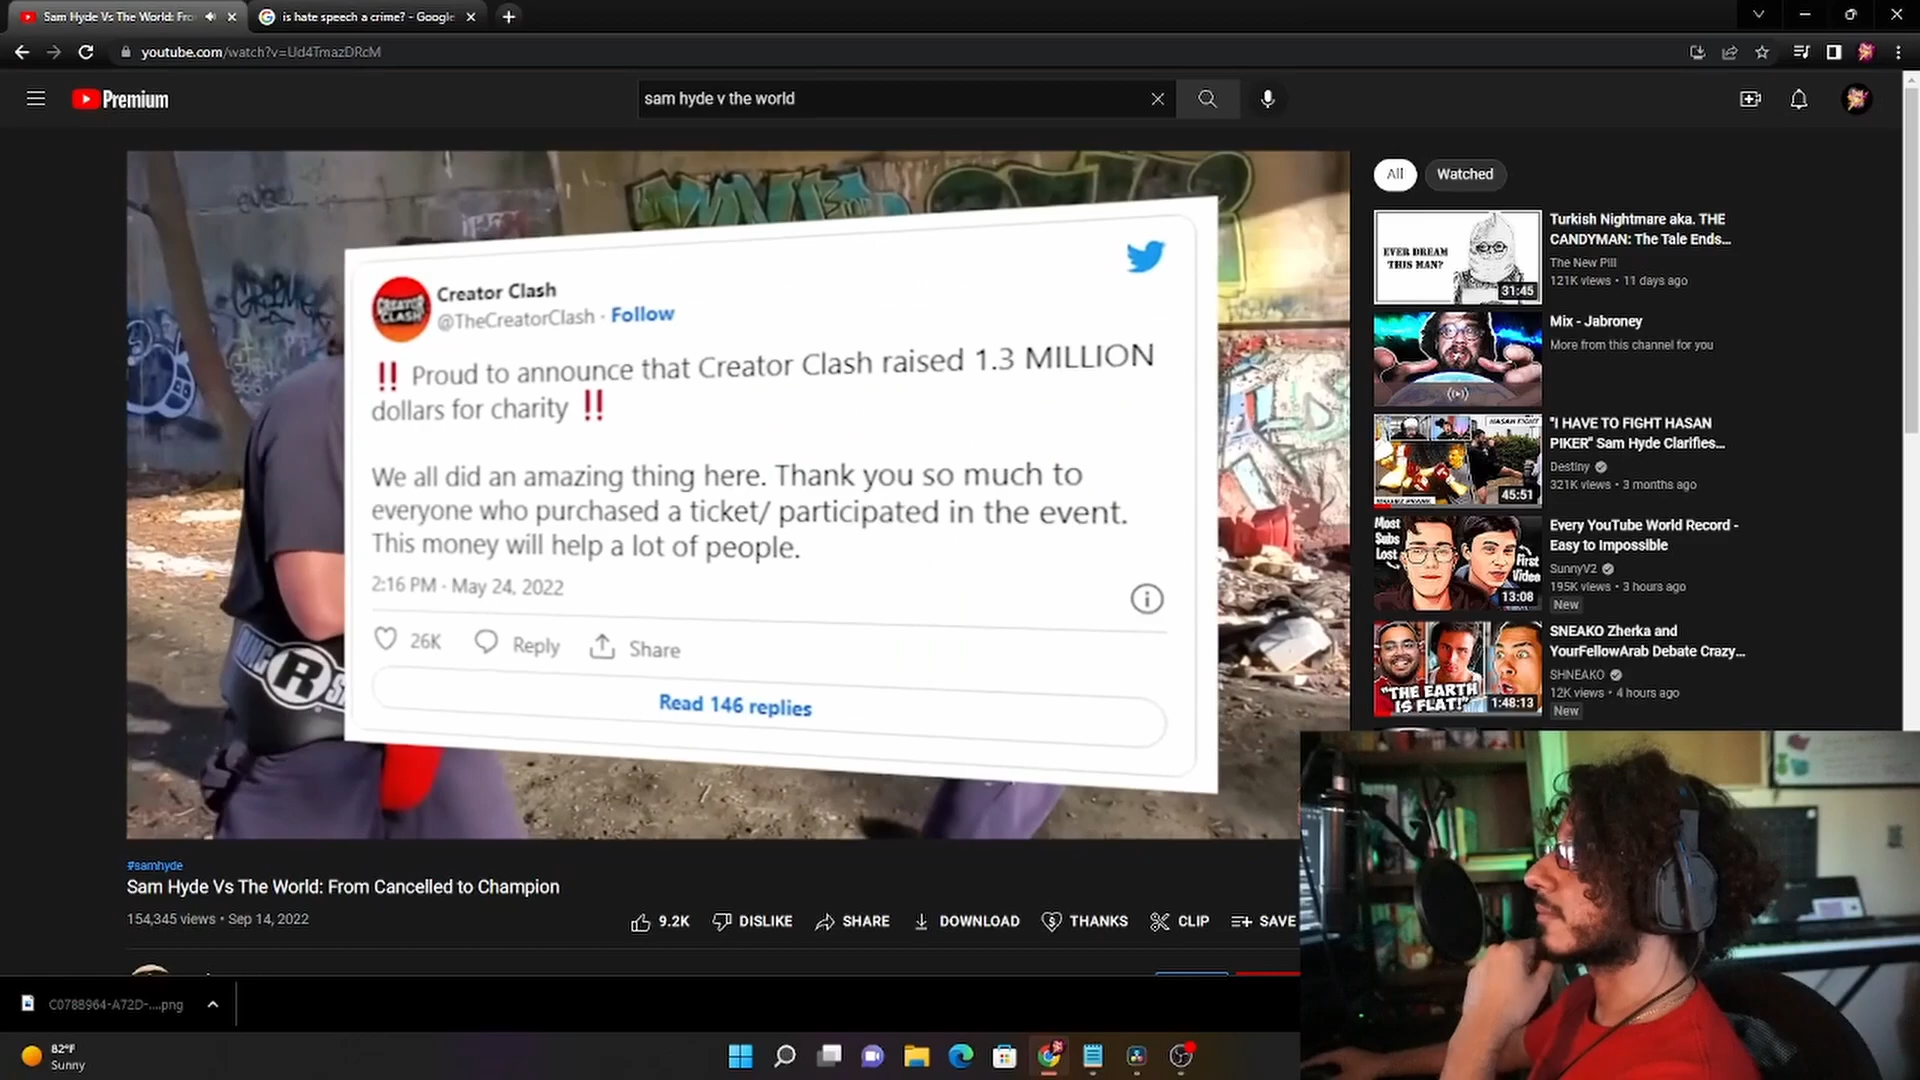 Sam Hyde Vs The World: Fro
is hate speech a crime? - Google
youtube.com/watch?v=Ud4TmazDRcM
Premium
sam hyde v the world
All
Watched
Creator Clash
@TheCreatorClash · Follow
‼ Proud to announce that Creator Clash raised 1.3 MILLION
dollars for charity ‼
We all did an amazing thing here. Thank you so much to
everyone who purchased a ticket/ participated in the event.
This money will help a lot of people.
2:16 PM · May 24, 2022
26K
Reply
Share
Read 146 replies
EVER DREAM
THIS MAN?
31:45
Turkish Nightmare aka. THE
CANDYMAN: The Tale Ends...
The New Pill
121K views • 11 days ago
Mix - Jabroney
More from this channel for you
45:51
"I HAVE TO FIGHT HASAN
PIKER" Sam Hyde Clarifies...
Destiny
321K views • 3 months ago
Most
Subs
Lost
First
Video
13:08
Every YouTube World Record -
Easy to Impossible
SunnyV2
195K views • 3 hours ago
New
"THE EARTH
IS FLAT!"
1:48:13
SNEAKO Zherka and
YourFellowArab Debate Crazy...
SHNEAKO
12K views • 4 hours ago
New
#samhyde
Sam Hyde Vs The World: From Cancelled to Champion
154,345 views • Sep 14, 2022
9.2K
DISLIKE
SHARE
DOWNLOAD
THANKS
CLIP
SAVE
C0788964-A72D-....png
82°F
Sunny